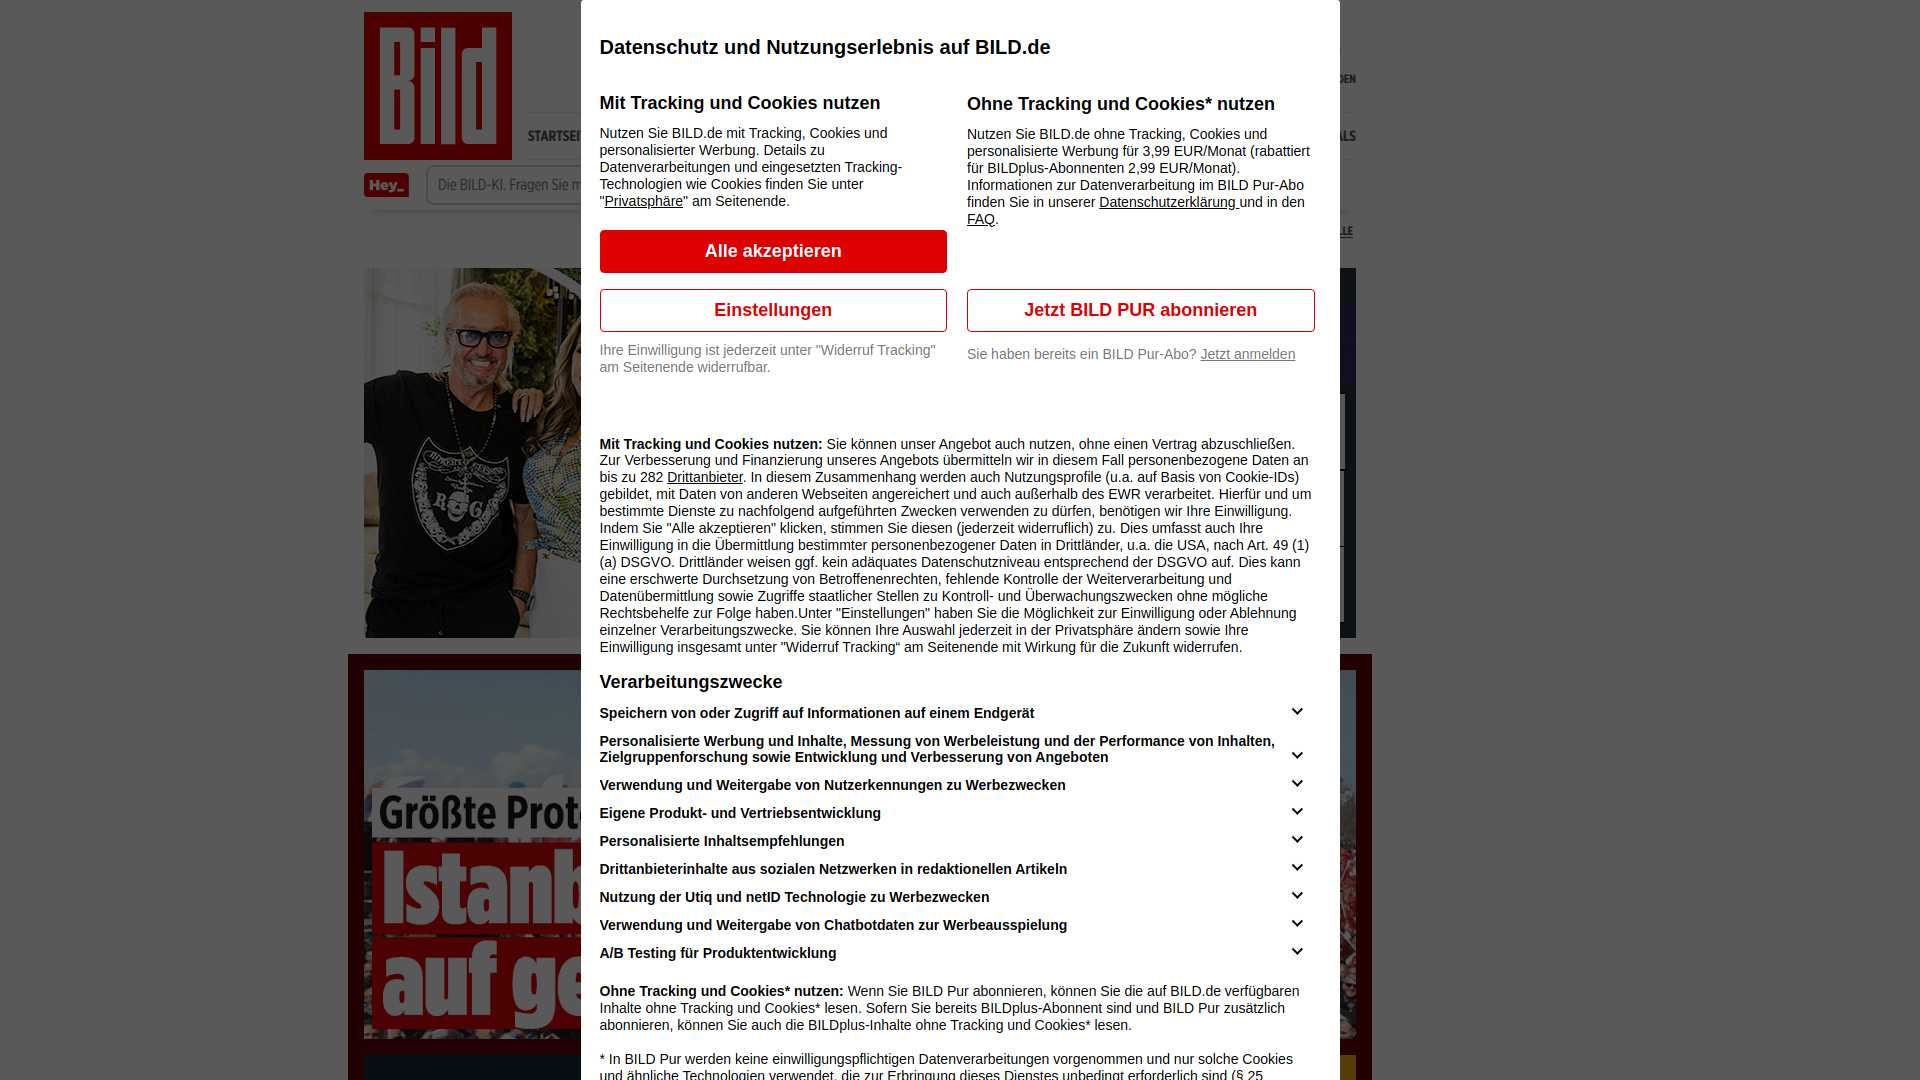 Bild
Datenschutz und Nutzungserlebnis auf BILD.de
Mit Tracking und Cookies nutzen
Nutzen Sie BILD.de mit Tracking, Cookies und
personalisierter Werbung. Details zu
Datenverarbeitungen und eingesetzten Tracking-
Technologien wie Cookies finden Sie unter
"Privatsphäre" am Seitenende.
Alle akzeptieren
Einstellungen
Ihre Einwilligung ist jederzeit unter "Widerruf Tracking"
am Seitenende widerrufbar.
Ohne Tracking und Cookies* nutzen
Nutzen Sie BILD.de ohne Tracking, Cookies und
personalisierte Werbung für 3,99 EUR/Monat (rabattiert
für BILDplus-Abonnenten 2,99 EUR/Monat).
Informationen zur Datenverarbeitung im BILD Pur-Abo
finden Sie in unserer Datenschutzerklärung und in den
FAQ.
Jetzt BILD PUR abonnieren
Sie haben bereits ein BILD Pur-Abo? Jetzt anmelden
Mit Tracking und Cookies nutzen: Sie können unser Angebot auch nutzen, ohne einen Vertrag abzuschließen.
Zur Verbesserung und Finanzierung unseres Angebots übermitteln wir in diesem Fall personenbezogene Daten an
bis zu 282 Drittanbieter. In diesem Zusammenhang werden auch Nutzungsprofile (u.a. auf Basis von Cookie-IDs)
gebildet, mit Daten von anderen Webseiten angereichert und auch außerhalb des EWR verarbeitet. Hierfür und um
bestimmte Dienste zu nachfolgend aufgeführten Zwecken verwenden zu dürfen, benötigen wir Ihre Einwilligung.
Indem Sie "Alle akzeptieren" klicken, stimmen Sie diesen (jederzeit widerruflich) zu. Dies umfasst auch Ihre
Einwilligung in die Übermittlung bestimmter personenbezogener Daten in Drittländer, u.a. die USA, nach Art. 49 (1)
(a) DSGVO. Drittländer weisen ggf. kein adäquates Datenschutzniveau entsprechend der DSGVO auf. Dies kann
eine erschwerte Durchsetzung von Betroffenenrechten, fehlende Kontrolle der Weiterverarbeitung und
Datenübermittlung sowie Zugriffe staatlicher Stellen zu Kontroll- und Überwachungszwecken ohne mögliche
Rechtsbehelfe zur Folge haben.Unter "Einstellungen" haben Sie die Möglichkeit zur Einwilligung oder Ablehnung
einzelner Verarbeitungszwecke. Sie können Ihre Auswahl jederzeit in der Privatsphäre ändern sowie Ihre
Einwilligung insgesamt unter "Widerruf Tracking“ am Seitenende mit Wirkung für die Zukunft widerrufen.
Verarbeitungszwecke
Speichern von oder Zugriff auf Informationen auf einem Endgerät
Personalisierte Werbung und Inhalte, Messung von Werbeleistung und der Performance von Inhalten,
Zielgruppenforschung sowie Entwicklung und Verbesserung von Angeboten
Verwendung und Weitergabe von Nutzerkennungen zu Werbezwecken
Eigene Produkt- und Vertriebsentwicklung
Personalisierte Inhaltsempfehlungen
Drittanbieterinhalte aus sozialen Netzwerken in redaktionellen Artikeln
Nutzung der Utiq und netID Technologie zu Werbezwecken
Verwendung und Weitergabe von Chatbotdaten zur Werbeausspielung
A/B Testing für Produktentwicklung
Ohne Tracking und Cookies* nutzen: Wenn Sie BILD Pur abonnieren, können Sie die auf BILD.de verfügbaren
Inhalte ohne Tracking und Cookies* lesen. Sofern Sie bereits BILDplus-Abonnent sind und BILD Pur zusätzlich
abonnieren, können Sie auch die BILDplus-Inhalte ohne Tracking und Cookies* lesen.
* In BILD Pur werden keine einwilligungspflichtigen Datenverarbeitungen vorgenommen und nur solche Cookies
und ähnliche Technologien verwendet, die zur Erbringung dieses Dienstes unbedingt erforderlich sind (§ 25
STARTSEI
Hey_
Die BILD-KI. Fragen Sie m
DEN
ALS
LLE
Größte Prote
Istanb
auf ge